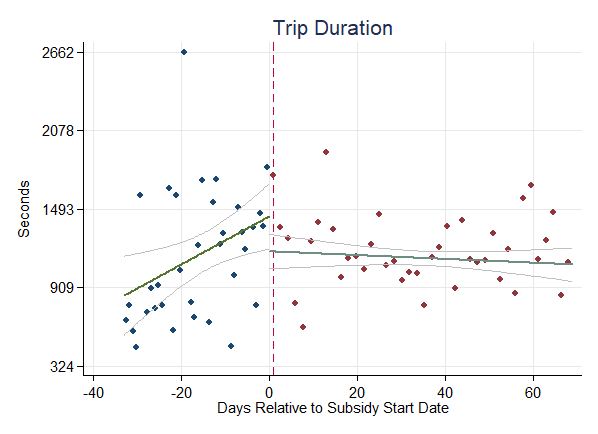 Trip Duration
2662
2078
1493
909
324
Seconds
-40 -20 0 20 40 60
Days Relative to Subsidy Start Date